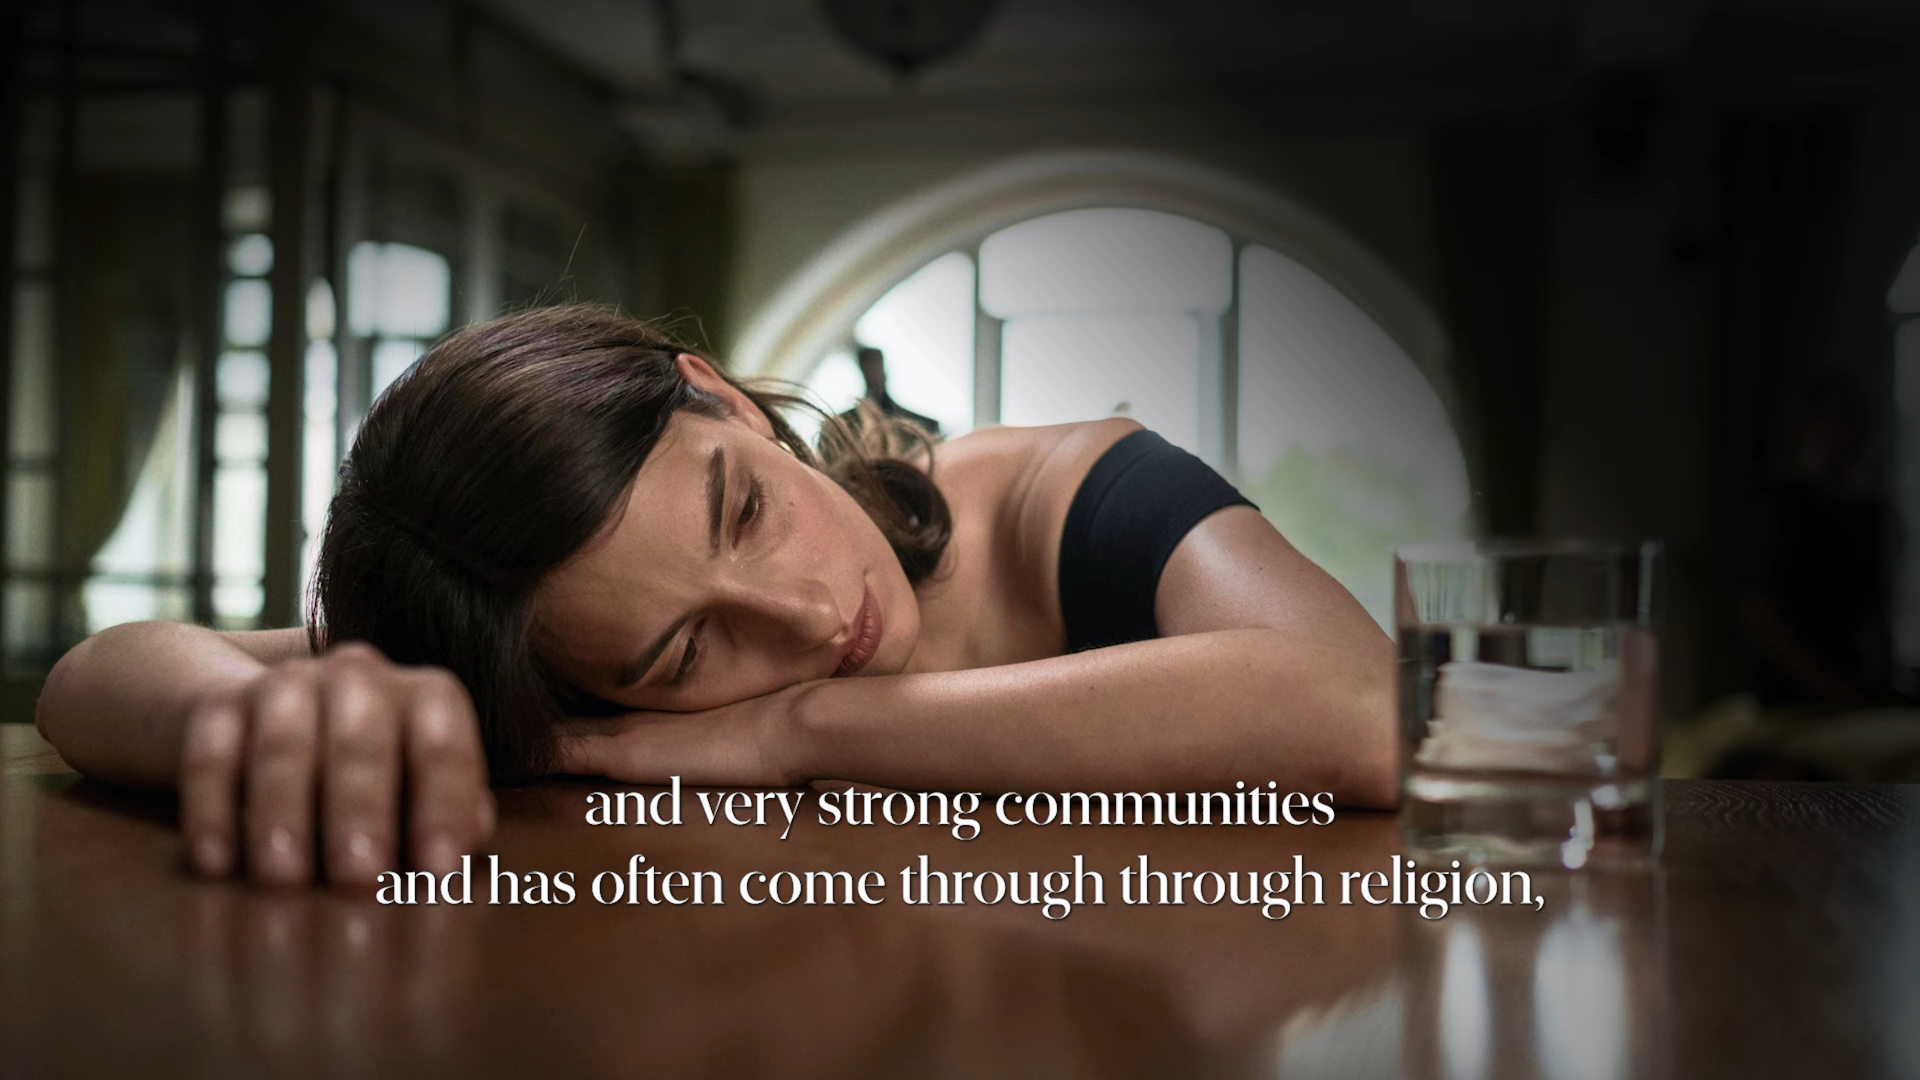 and very strong communities
and has often come through through religion,